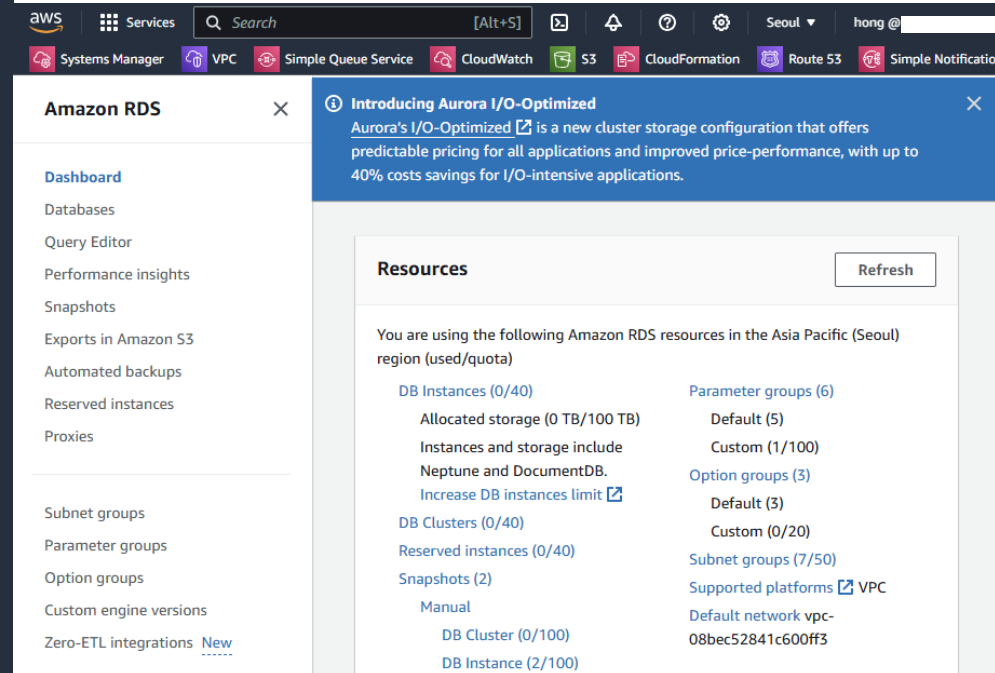 aws Services Search [Alt+S] Seoul ▼ hong @
Systems Manager VPC Simple Queue Service CloudWatch S3 CloudFormation Route 53 Simple Notificatio
Amazon RDS
Dashboard
Databases
Query Editor
Performance insights
Snapshots
Exports in Amazon S3
Automated backups
Reserved instances
Proxies
Subnet groups
Parameter groups
Option groups
Custom engine versions
Zero-ETL integrations New
Introducing Aurora I/O-Optimized
Aurora's I/O-Optimized is a new cluster storage configuration that offers
predictable pricing for all applications and improved price-performance, with up to
40% costs savings for I/O-intensive applications.
Resources
Refresh
You are using the following Amazon RDS resources in the Asia Pacific (Seoul)
region (used/quota)
DB Instances (0/40)
Allocated storage (0 TB/100 TB)
Instances and storage include
Neptune and DocumentDB.
Increase DB instances limit
DB Clusters (0/40)
Reserved instances (0/40)
Snapshots (2)
Manual
DB Cluster (0/100)
DB Instance (2/100)
Parameter groups (6)
Default (5)
Custom (1/100)
Option groups (3)
Default (3)
Custom (0/20)
Subnet groups (7/50)
Supported platforms VPC
Default network vpc-
08bec52841c600ff3